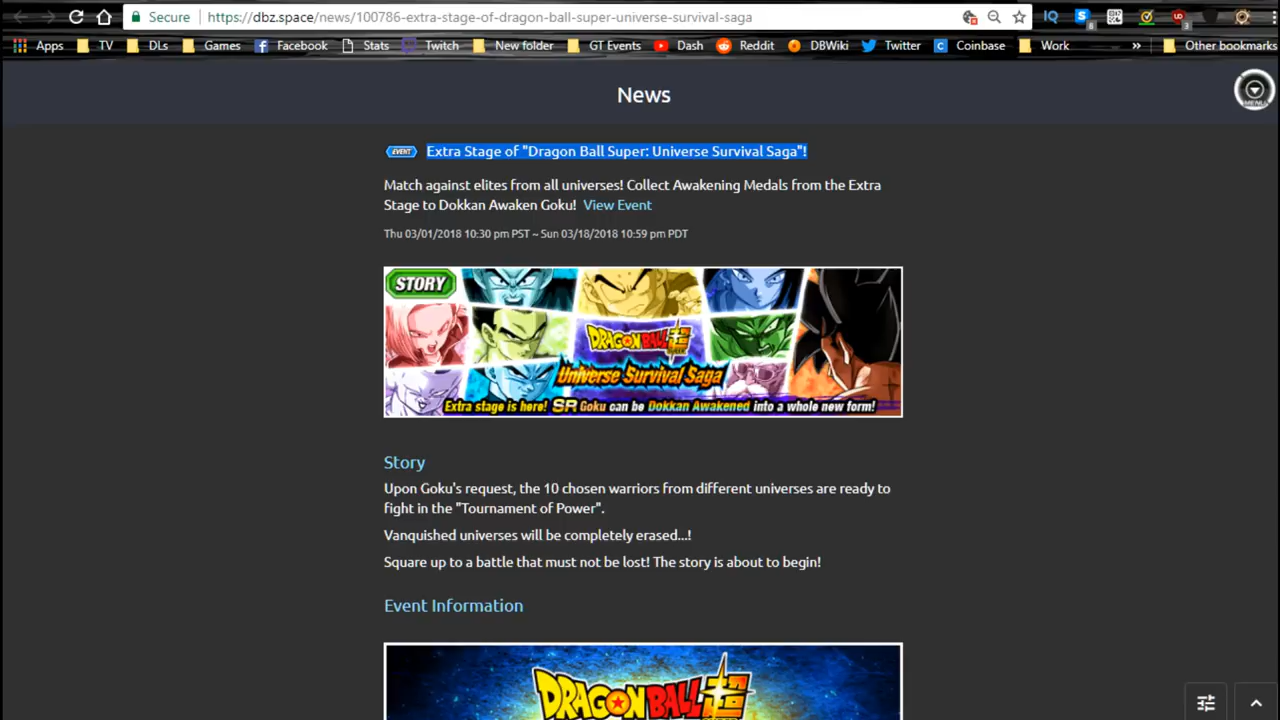 Secure https://dbz.space/news/100786-extra-stage-of-dragon-ball-super-universe-survival-saga
Apps TV DLs Games Facebook Stats Twitch New folder GT Events Dash Reddit DBWiki Twitter Coinbase Work » Other bookmarks
News
MENU
EVENT Extra Stage of "Dragon Ball Super: Universe Survival Saga"!
Match against elites from all universes! Collect Awakening Medals from the Extra
Stage to Dokkan Awaken Goku! View Event
Thu 03/01/2018 10:30 pm PST ~ Sun 03/18/2018 10:59 pm PDT
STORY
DRAGON BALL SUPER
Universe Survival Saga
Extra stage is here! SR Goku can be Dokkan Awakened into a whole new form!
Story
Upon Goku's request, the 10 chosen warriors from different universes are ready to
fight in the "Tournament of Power".
Vanquished universes will be completely erased...!
Square up to a battle that must not be lost! The story is about to begin!
Event Information
DRAGON BALL